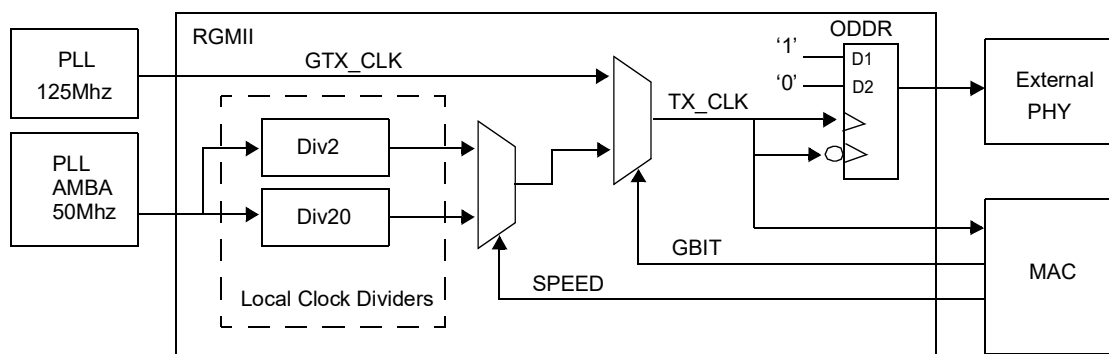 RGMII
ODDR
PLL
125Mhz
GTX_CLK
‘1’
D1
‘0’
D2
TX_CLK
External
PHY
PLL
AMBA
50Mhz
Div2
Div20
Local Clock Dividers
GBIT
SPEED
MAC